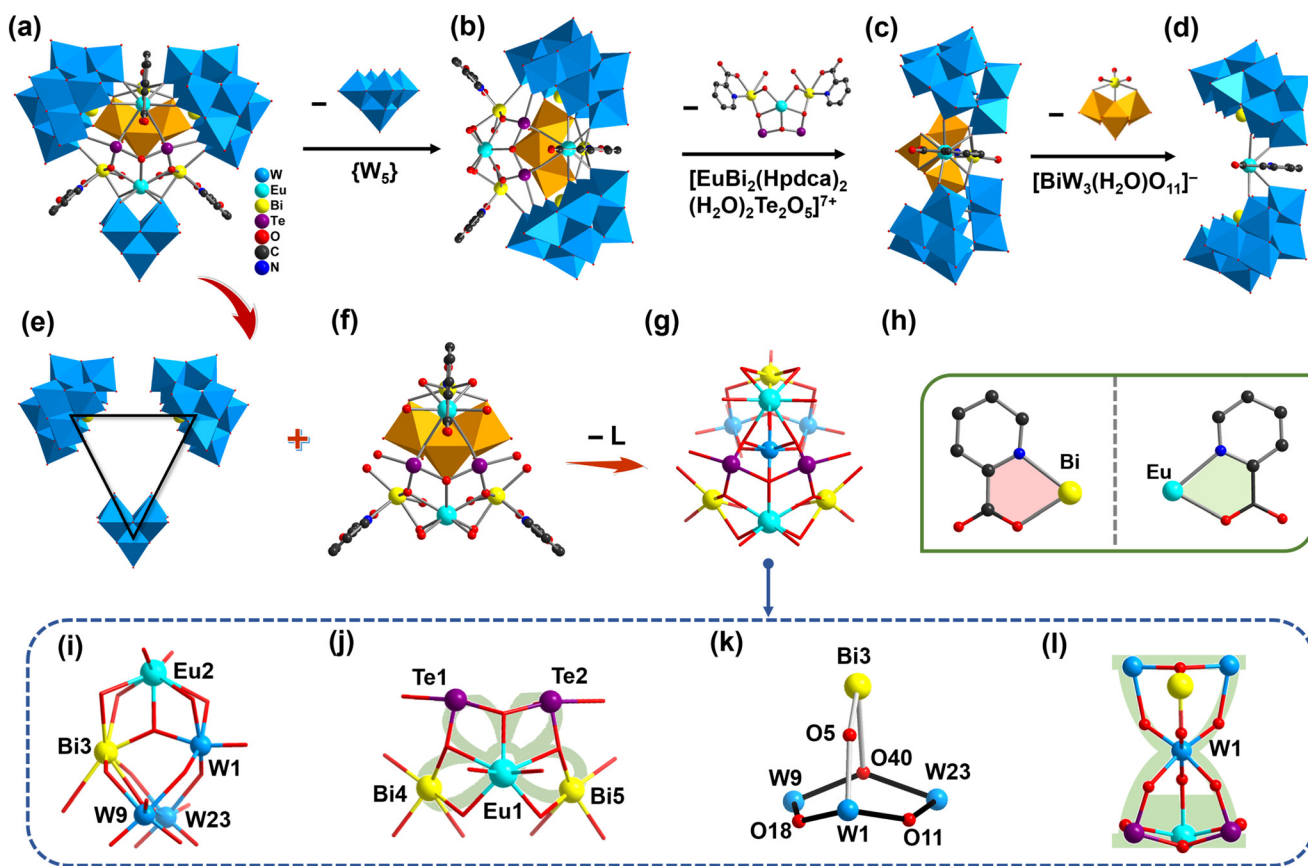 (a)
(b)
(c)
(d)
{W₅}
[EuBi₂(Hpdca)₂
(H₂O)₂Te₂O₅]⁷⁺
[BiW₃(H₂O)O₁₁]⁻
W
Eu
Bi
Te
O
C
N
(e)
(f)
(g)
(h)
– L
Bi
Eu
(i)
(j)
(k)
(l)
Eu2
Bi3
W1
W9
W23
Te1
Te2
Bi4
Eu1
Bi5
Bi3
O5
O40
W9
W23
O18
W1
O11
W1